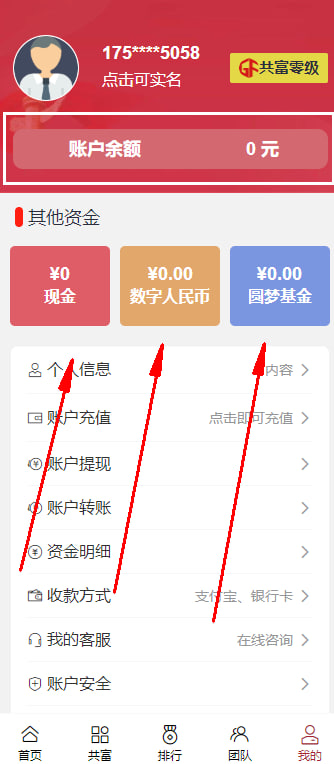 175****5058
点击可实名
共富零级
账户余额 0 元
其他资金
¥0 ¥0.00 ¥0.00
现金 数字人民币 圆梦基金
个人信息 内容
账户充值 点击即可充值
账户提现
账户转账
资金明细
收款方式 支付宝、银行卡
我的客服 在线咨询
账户安全
首页 共富 排行 团队 我的